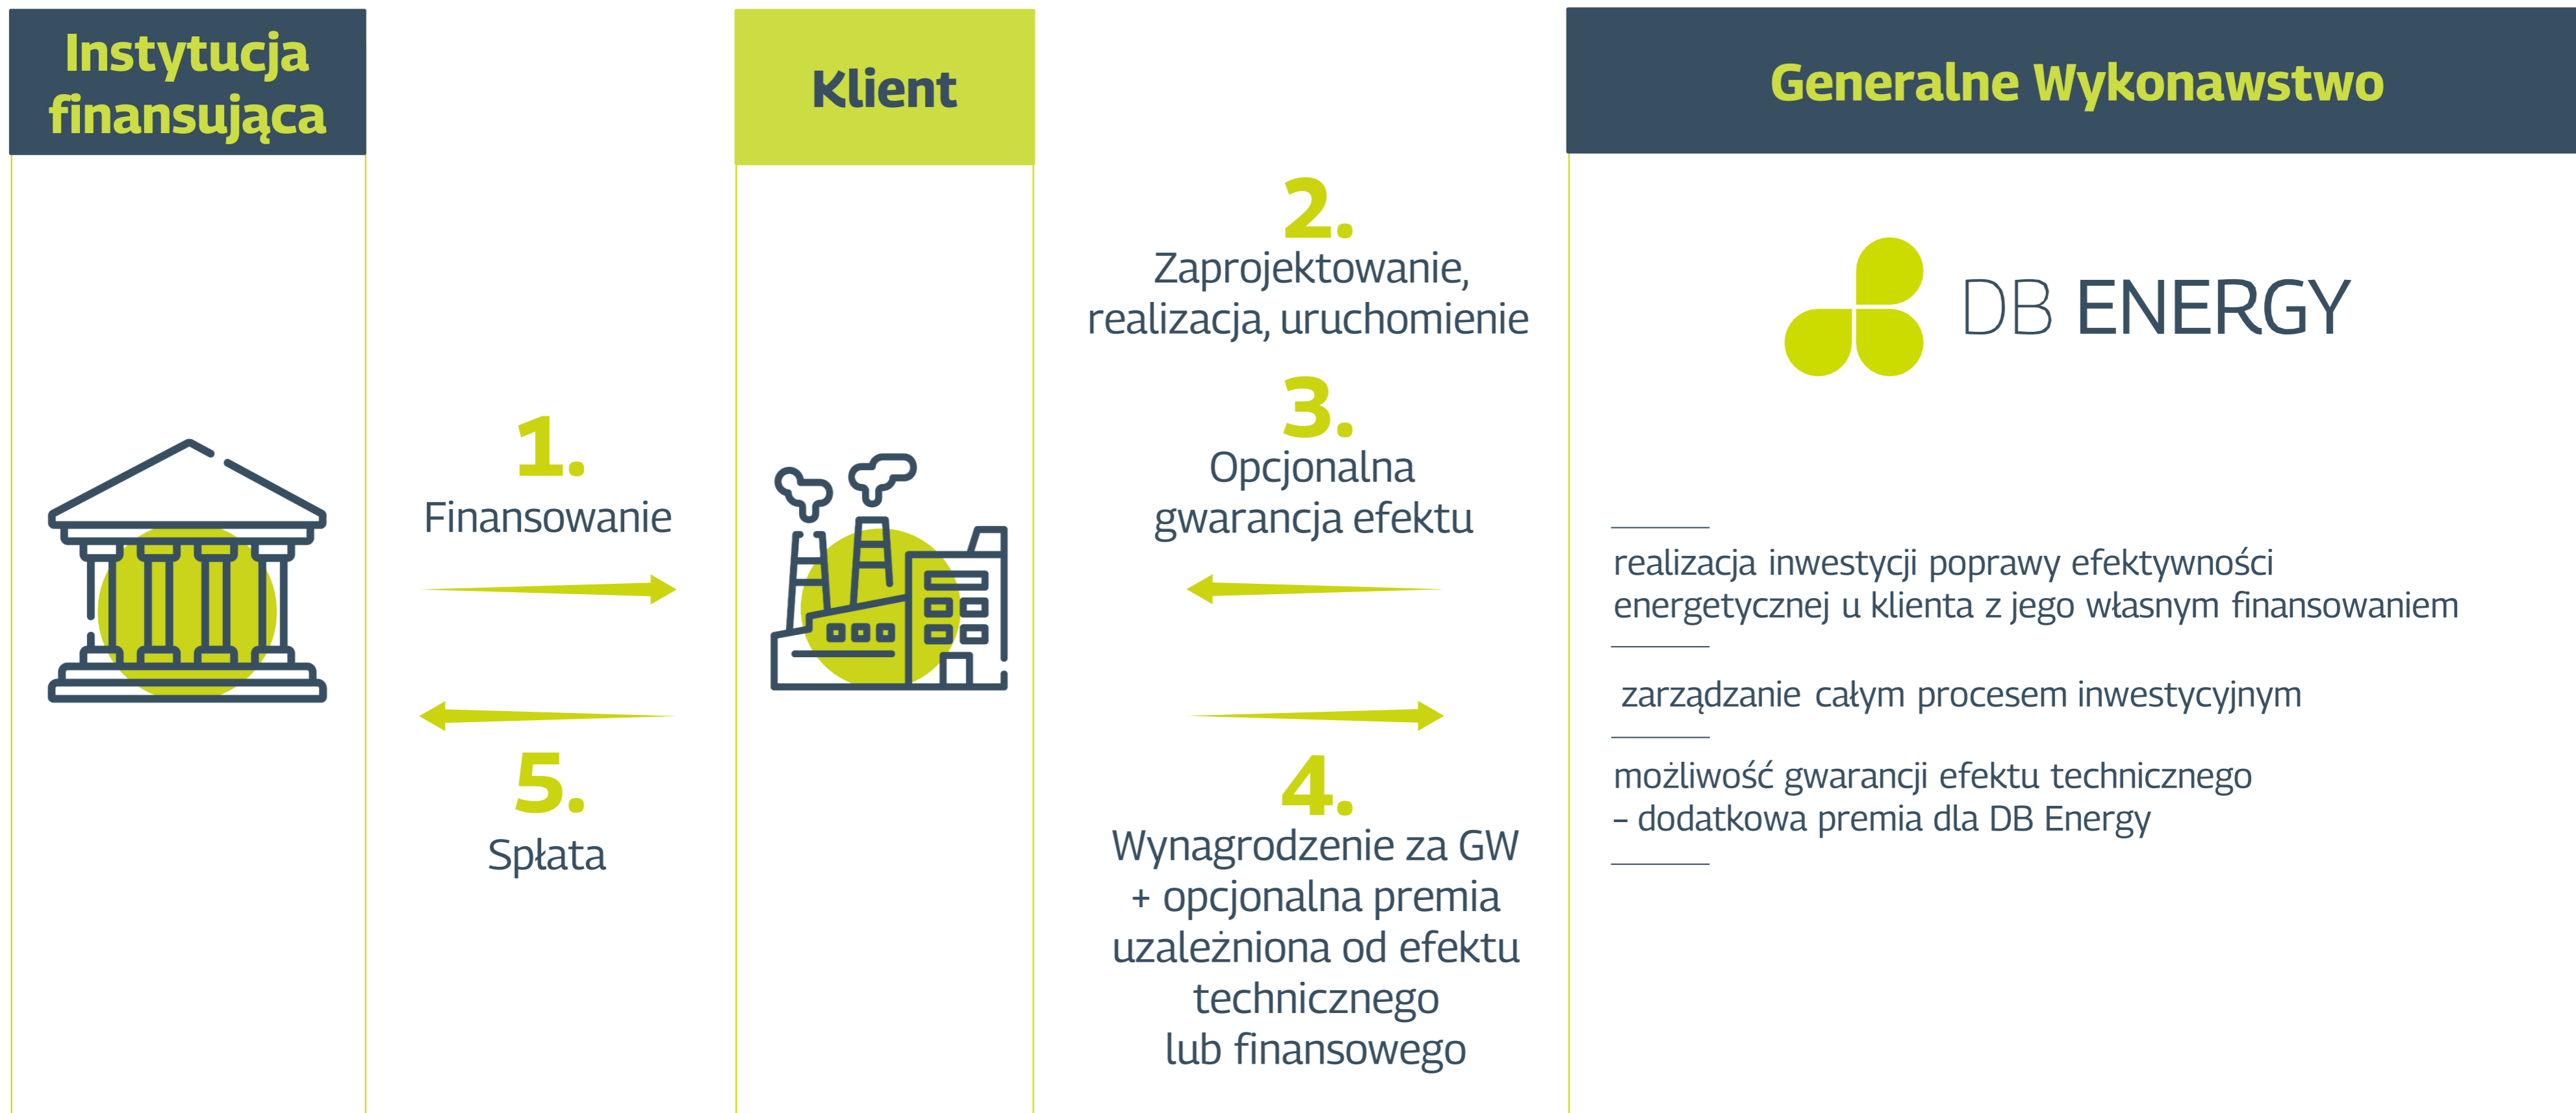 Instytucja
finansująca
Klient
Generalne Wykonawstwo
1.
Finansowanie
5.
Spłata
2.
Zaprojektowanie,
realizacja, uruchomienie
3.
Opcjonalna
gwarancja efektu
4.
Wynagrodzenie za GW
+ opcjonalna premia
uzależniona od efektu
technicznego
lub finansowego
DB ENERGY
realizacja inwestycji poprawy efektywności
energetycznej u klienta z jego własnym finansowaniem
zarządzanie całym procesem inwestycyjnym
możliwość gwarancji efektu technicznego
– dodatkowa premia dla DB Energy